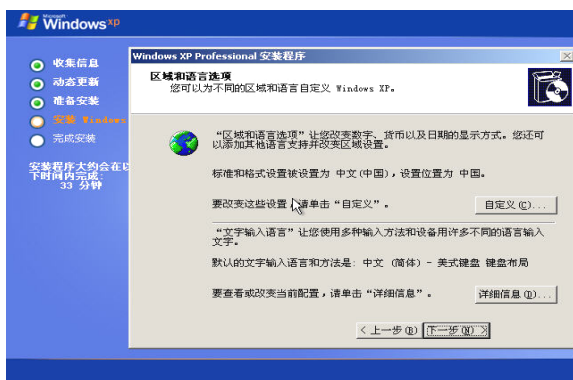 Microsoft
Windows xp
收集信息
动态更新
准备安装
安装 Windows
完成安装
安装程序大约会在以
下时间内完成:
33 分钟
Windows XP Professional 安装程序
区域和语言选项
您可以为不同的区域和语言自定义 Windows XP。
“区域和语言选项”让您改变数字、货币以及日期的显示方式。您还可
以添加其他语言支持并改变区域设置。
标准和格式设置被设置为 中文(中国)，设置位置为 中国。
要改变这些设置，请单击“自定义”。
自定义(C)...
“文字输入语言”让您使用多种输入方法和设备用许多不同的语言输入
文字。
默认的文字输入语言和方法是: 中文 (简体) - 美式键盘 键盘布局
要查看或改变当前配置，请单击“详细信息”。
详细信息(D)...
< 上一步(B)
下一步(N) >